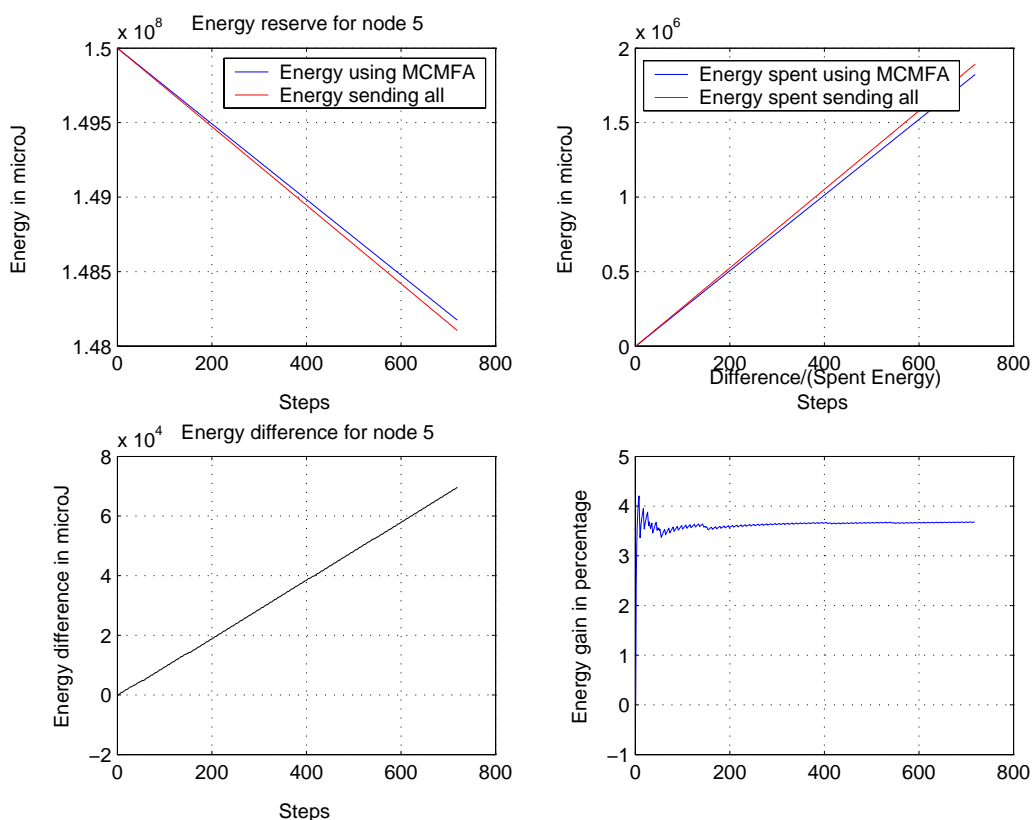 x 10^8
Energy reserve for node 5
1.5
1.495
1.49
1.485
1.48
Energy in microJ
Energy using MCMFA
Energy sending all
0
200
400
600
800
Steps
x 10^6
2
1.5
1
0.5
0
Energy in microJ
Energy spent using MCMFA
Energy spent sending all
0
200
400
600
800
Steps
x 10^4
Energy difference for node 5
8
6
4
2
0
−2
Energy difference in microJ
0
200
400
600
800
Steps
Difference/(Spent Energy)
5
4
3
2
1
0
−1
Energy gain in percentage
0
200
400
600
800